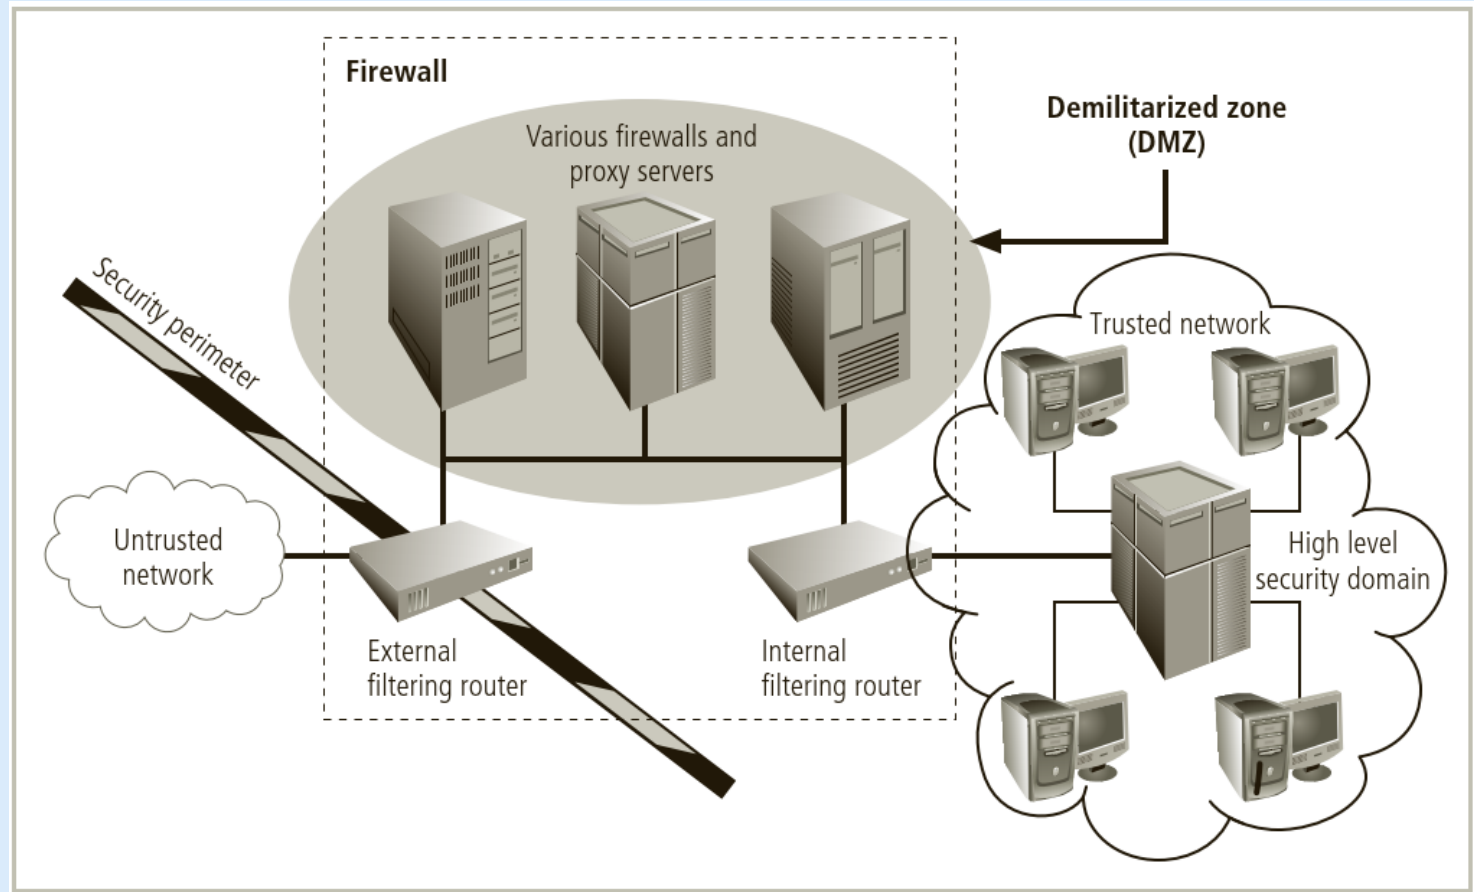 Firewall
Various firewalls and
proxy servers
Demilitarized zone
(DMZ)
Security perimeter
Trusted network
Untrusted
network
High level
security domain
External
filtering router
Internal
filtering router